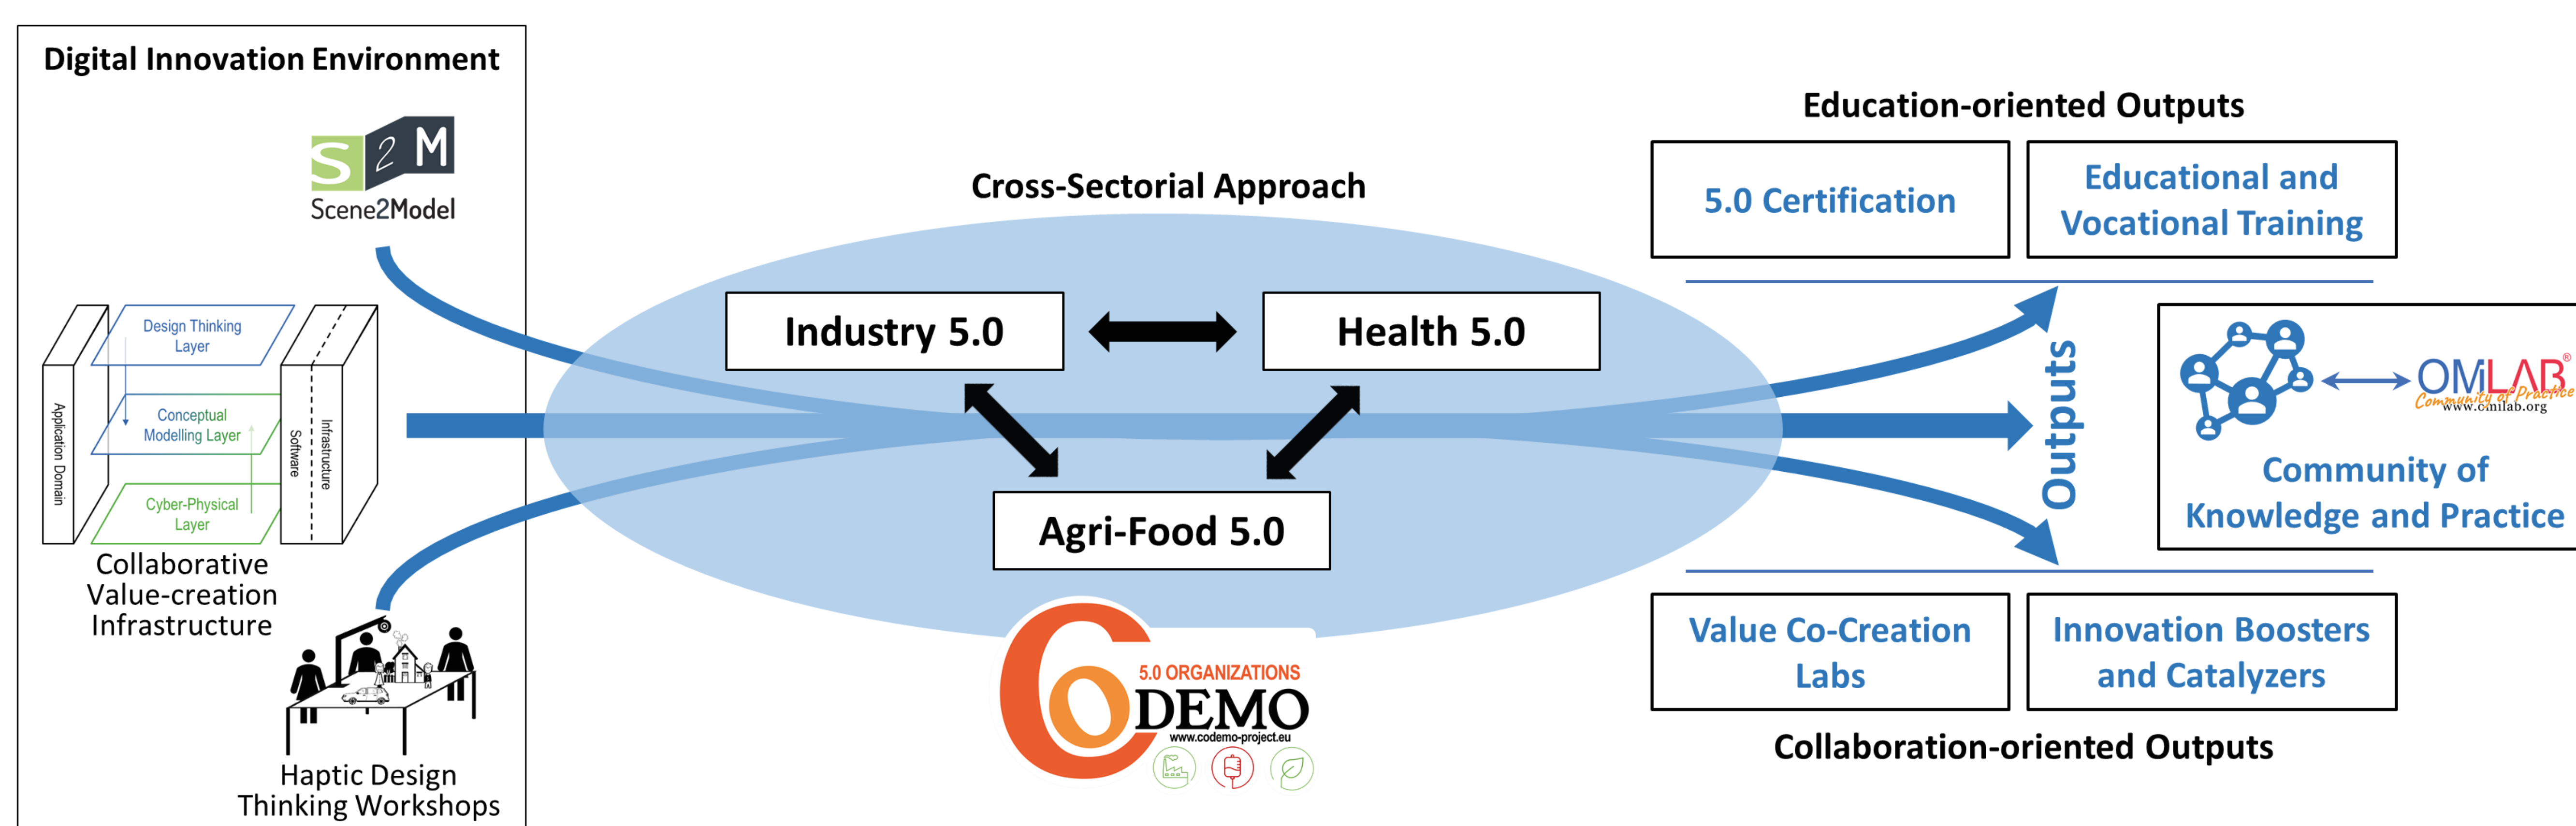 Digital Innovation Environment
S2M
Scene2Model
Design Thinking
Layer
Conceptual
Modelling Layer
Cyber-Physical
Layer
Application Domain
Software
Infrastructure
Collaborative
Value-creation
Infrastructure
Haptic Design
Thinking Workshops
Cross-Sectorial Approach
Industry 5.0
Health 5.0
Agri-Food 5.0
5.0 ORGANIZATIONS
CoDEMO
www.codemo-project.eu
Education-oriented Outputs
5.0 Certification
Educational and
Vocational Training
Outputs
OMiLAB®
Community of Practice
www.omilab.org
Community of
Knowledge and Practice
Value Co-Creation
Labs
Innovation Boosters
and Catalyzers
Collaboration-oriented Outputs